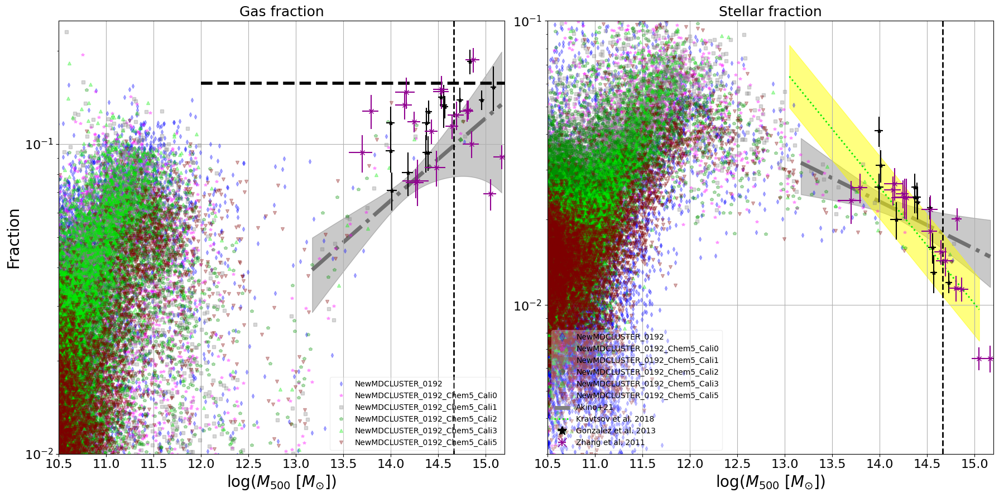 Gas fraction
Fraction
10⁻¹
10⁻²
10.5 11.0 11.5 12.0 12.5 13.0 13.5 14.0 14.5 15.0
log(M₅₀₀ [M⊙])
NewMDCLUSTER_0192
NewMDCLUSTER_0192_Chem5_Cali0
NewMDCLUSTER_0192_Chem5_Cali1
NewMDCLUSTER_0192_Chem5_Cali2
NewMDCLUSTER_0192_Chem5_Cali3
NewMDCLUSTER_0192_Chem5_Cali5
Stellar fraction
10⁻¹
10⁻²
NewMDCLUSTER_0192
NewMDCLUSTER_0192_Chem5_Cali0
NewMDCLUSTER_0192_Chem5_Cali1
NewMDCLUSTER_0192_Chem5_Cali2
NewMDCLUSTER_0192_Chem5_Cali3
NewMDCLUSTER_0192_Chem5_Cali5
Akino+21
Kravtsov et al. 2018
Gonzalez et al. 2013
Zhang et al. 2011
10.5 11.0 11.5 12.0 12.5 13.0 13.5 14.0 14.5 15.0
log(M₅₀₀ [M⊙])